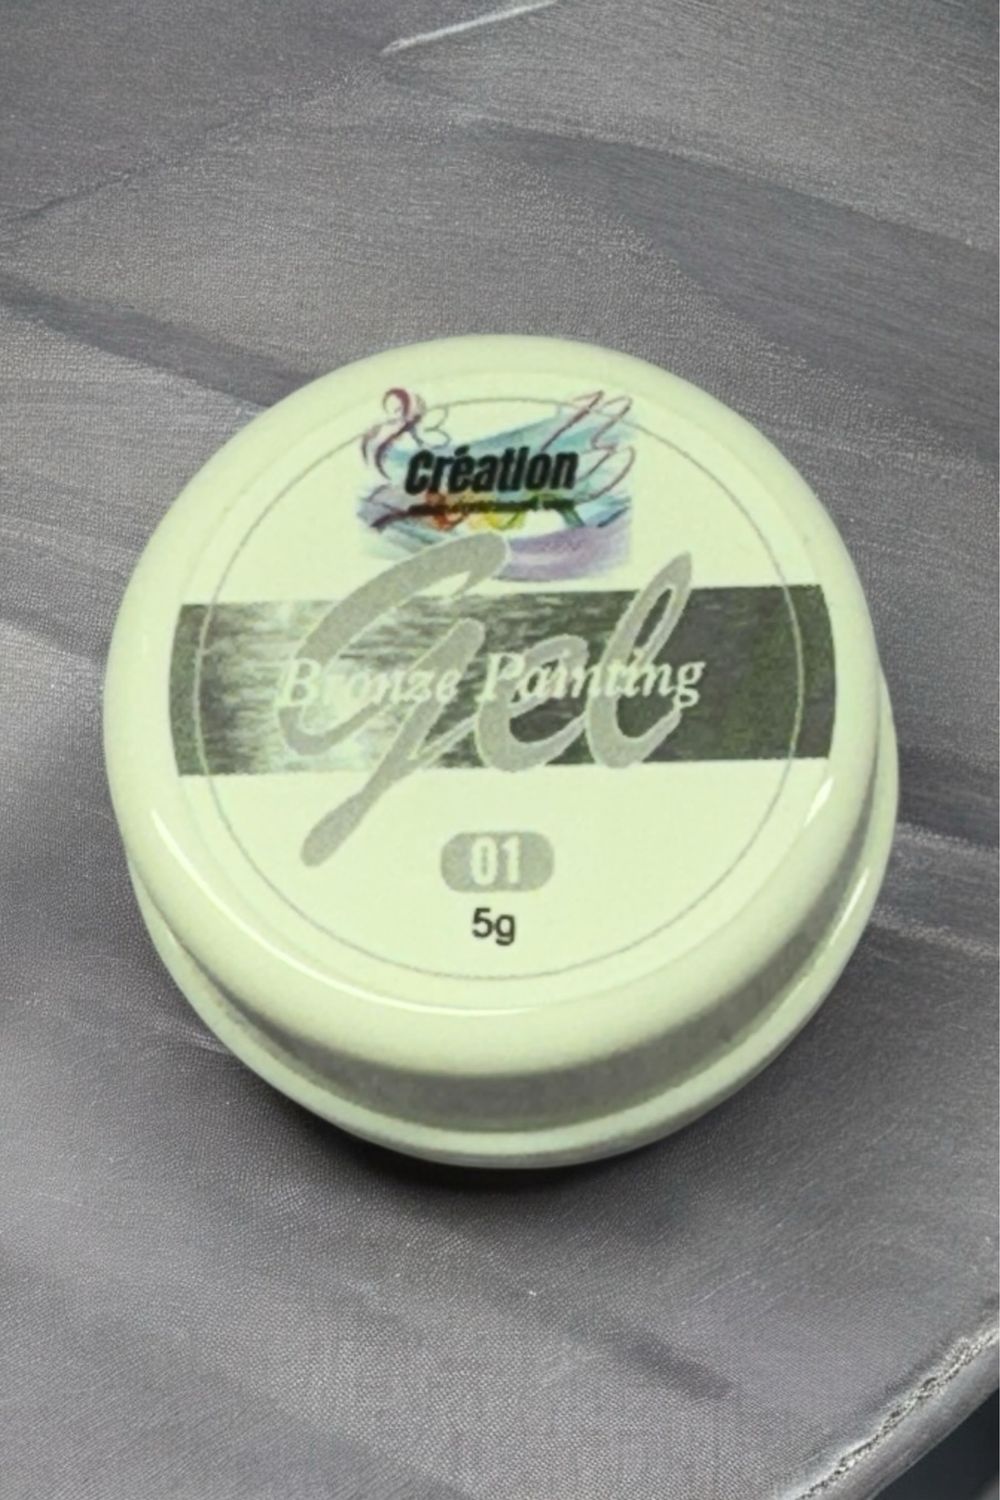 Création
Gel
Bronze Painting
01
5g